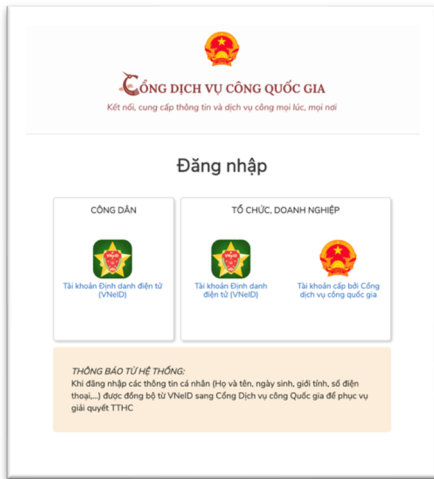 CỔNG DỊCH VỤ CÔNG QUỐC GIA
Kết nối, cung cấp thông tin và dịch vụ công mọi lúc, mọi nơi
Đăng nhập
CÔNG DÂN
Tài khoản Định danh điện tử
(VNeID)
TỔ CHỨC, DOANH NGHIỆP
Tài khoản Định danh
điện tử (VNeID)
Tài khoản cấp bởi Cổng
dịch vụ công quốc gia
THÔNG BÁO TỪ HỆ THỐNG:
Khi đăng nhập các thông tin cá nhân (Họ và tên, ngày sinh, giới tính, số điện
thoại,...) được đồng bộ từ VNeID sang Cổng Dịch vụ công Quốc gia để phục vụ
giải quyết TTHC